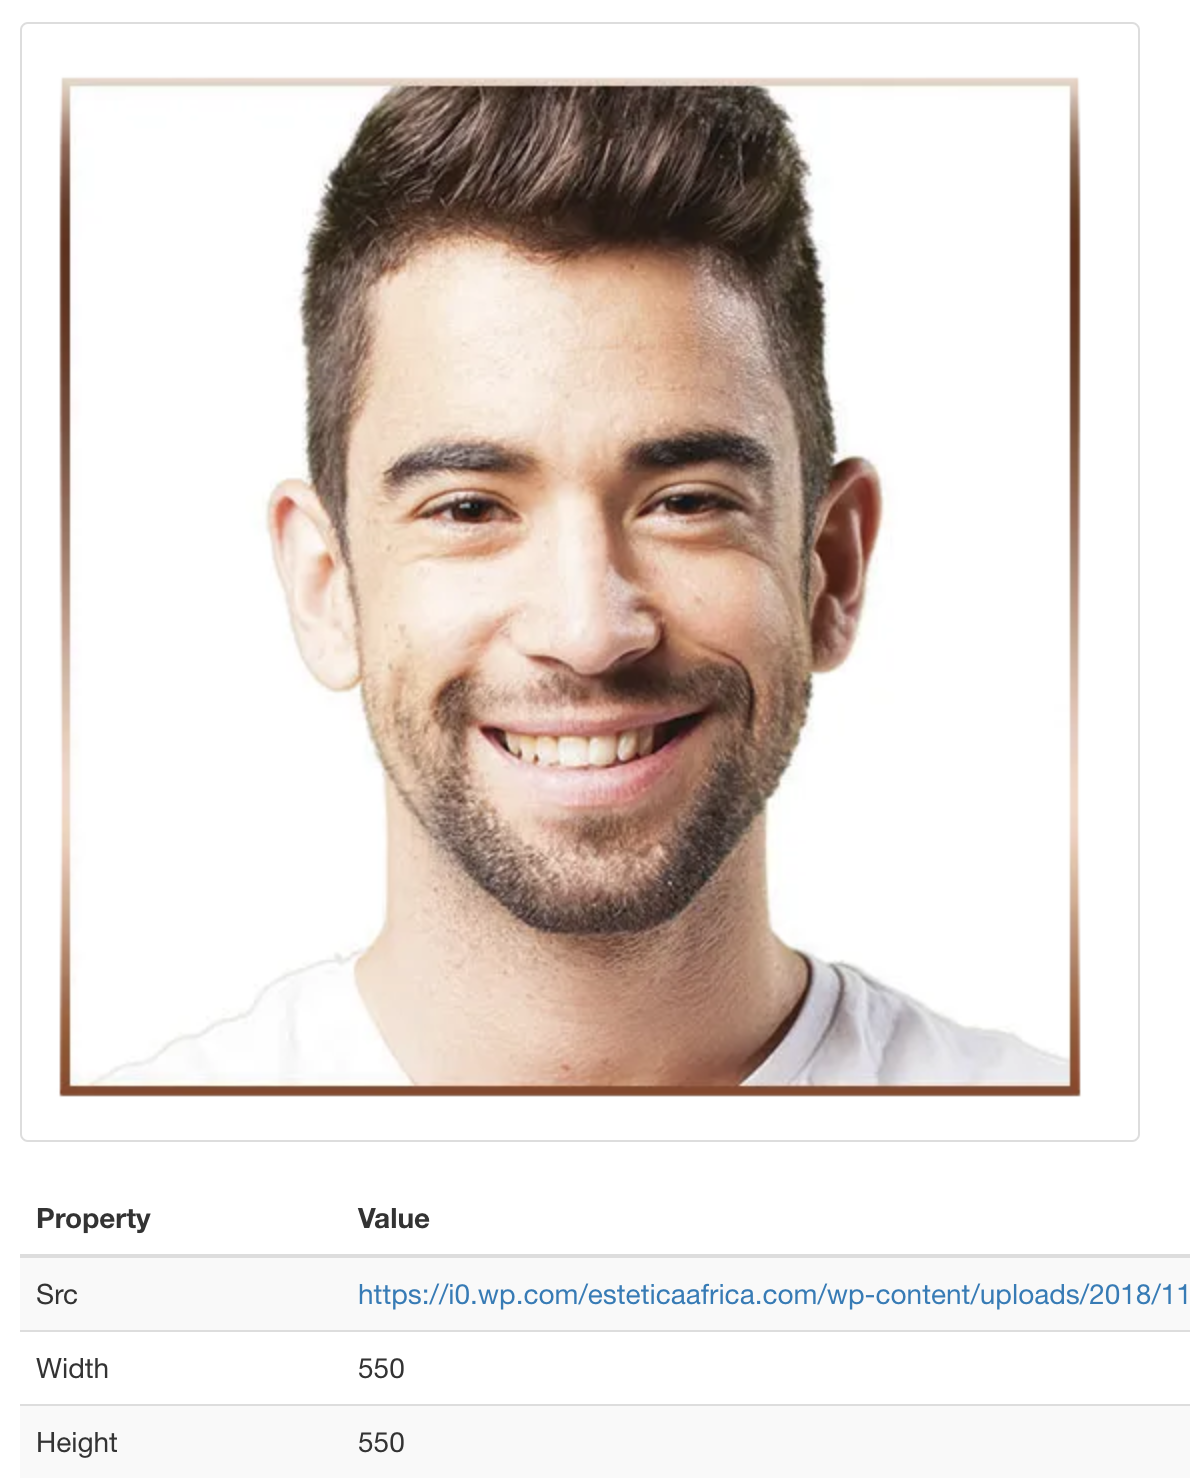 Property Value
Src https://i0.wp.com/esteticaafrica.com/wp-content/uploads/2018/11
Width 550
Height 550